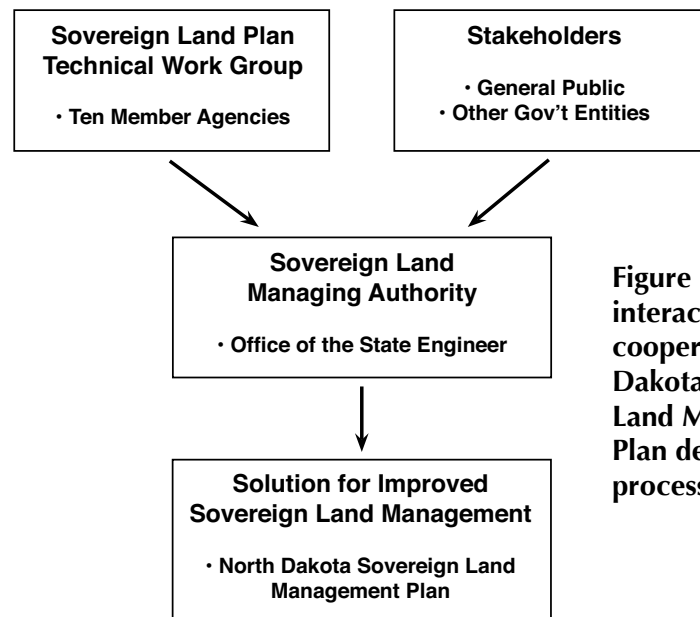 Sovereign Land Plan
Technical Work Group
• Ten Member Agencies
Stakeholders
• General Public
• Other Gov't Entities
Sovereign Land
Managing Authority
• Office of the State Engineer
Solution for Improved
Sovereign Land Management
• North Dakota Sovereign Land
Management Plan
Figure
Dakota
Land
Plan
process